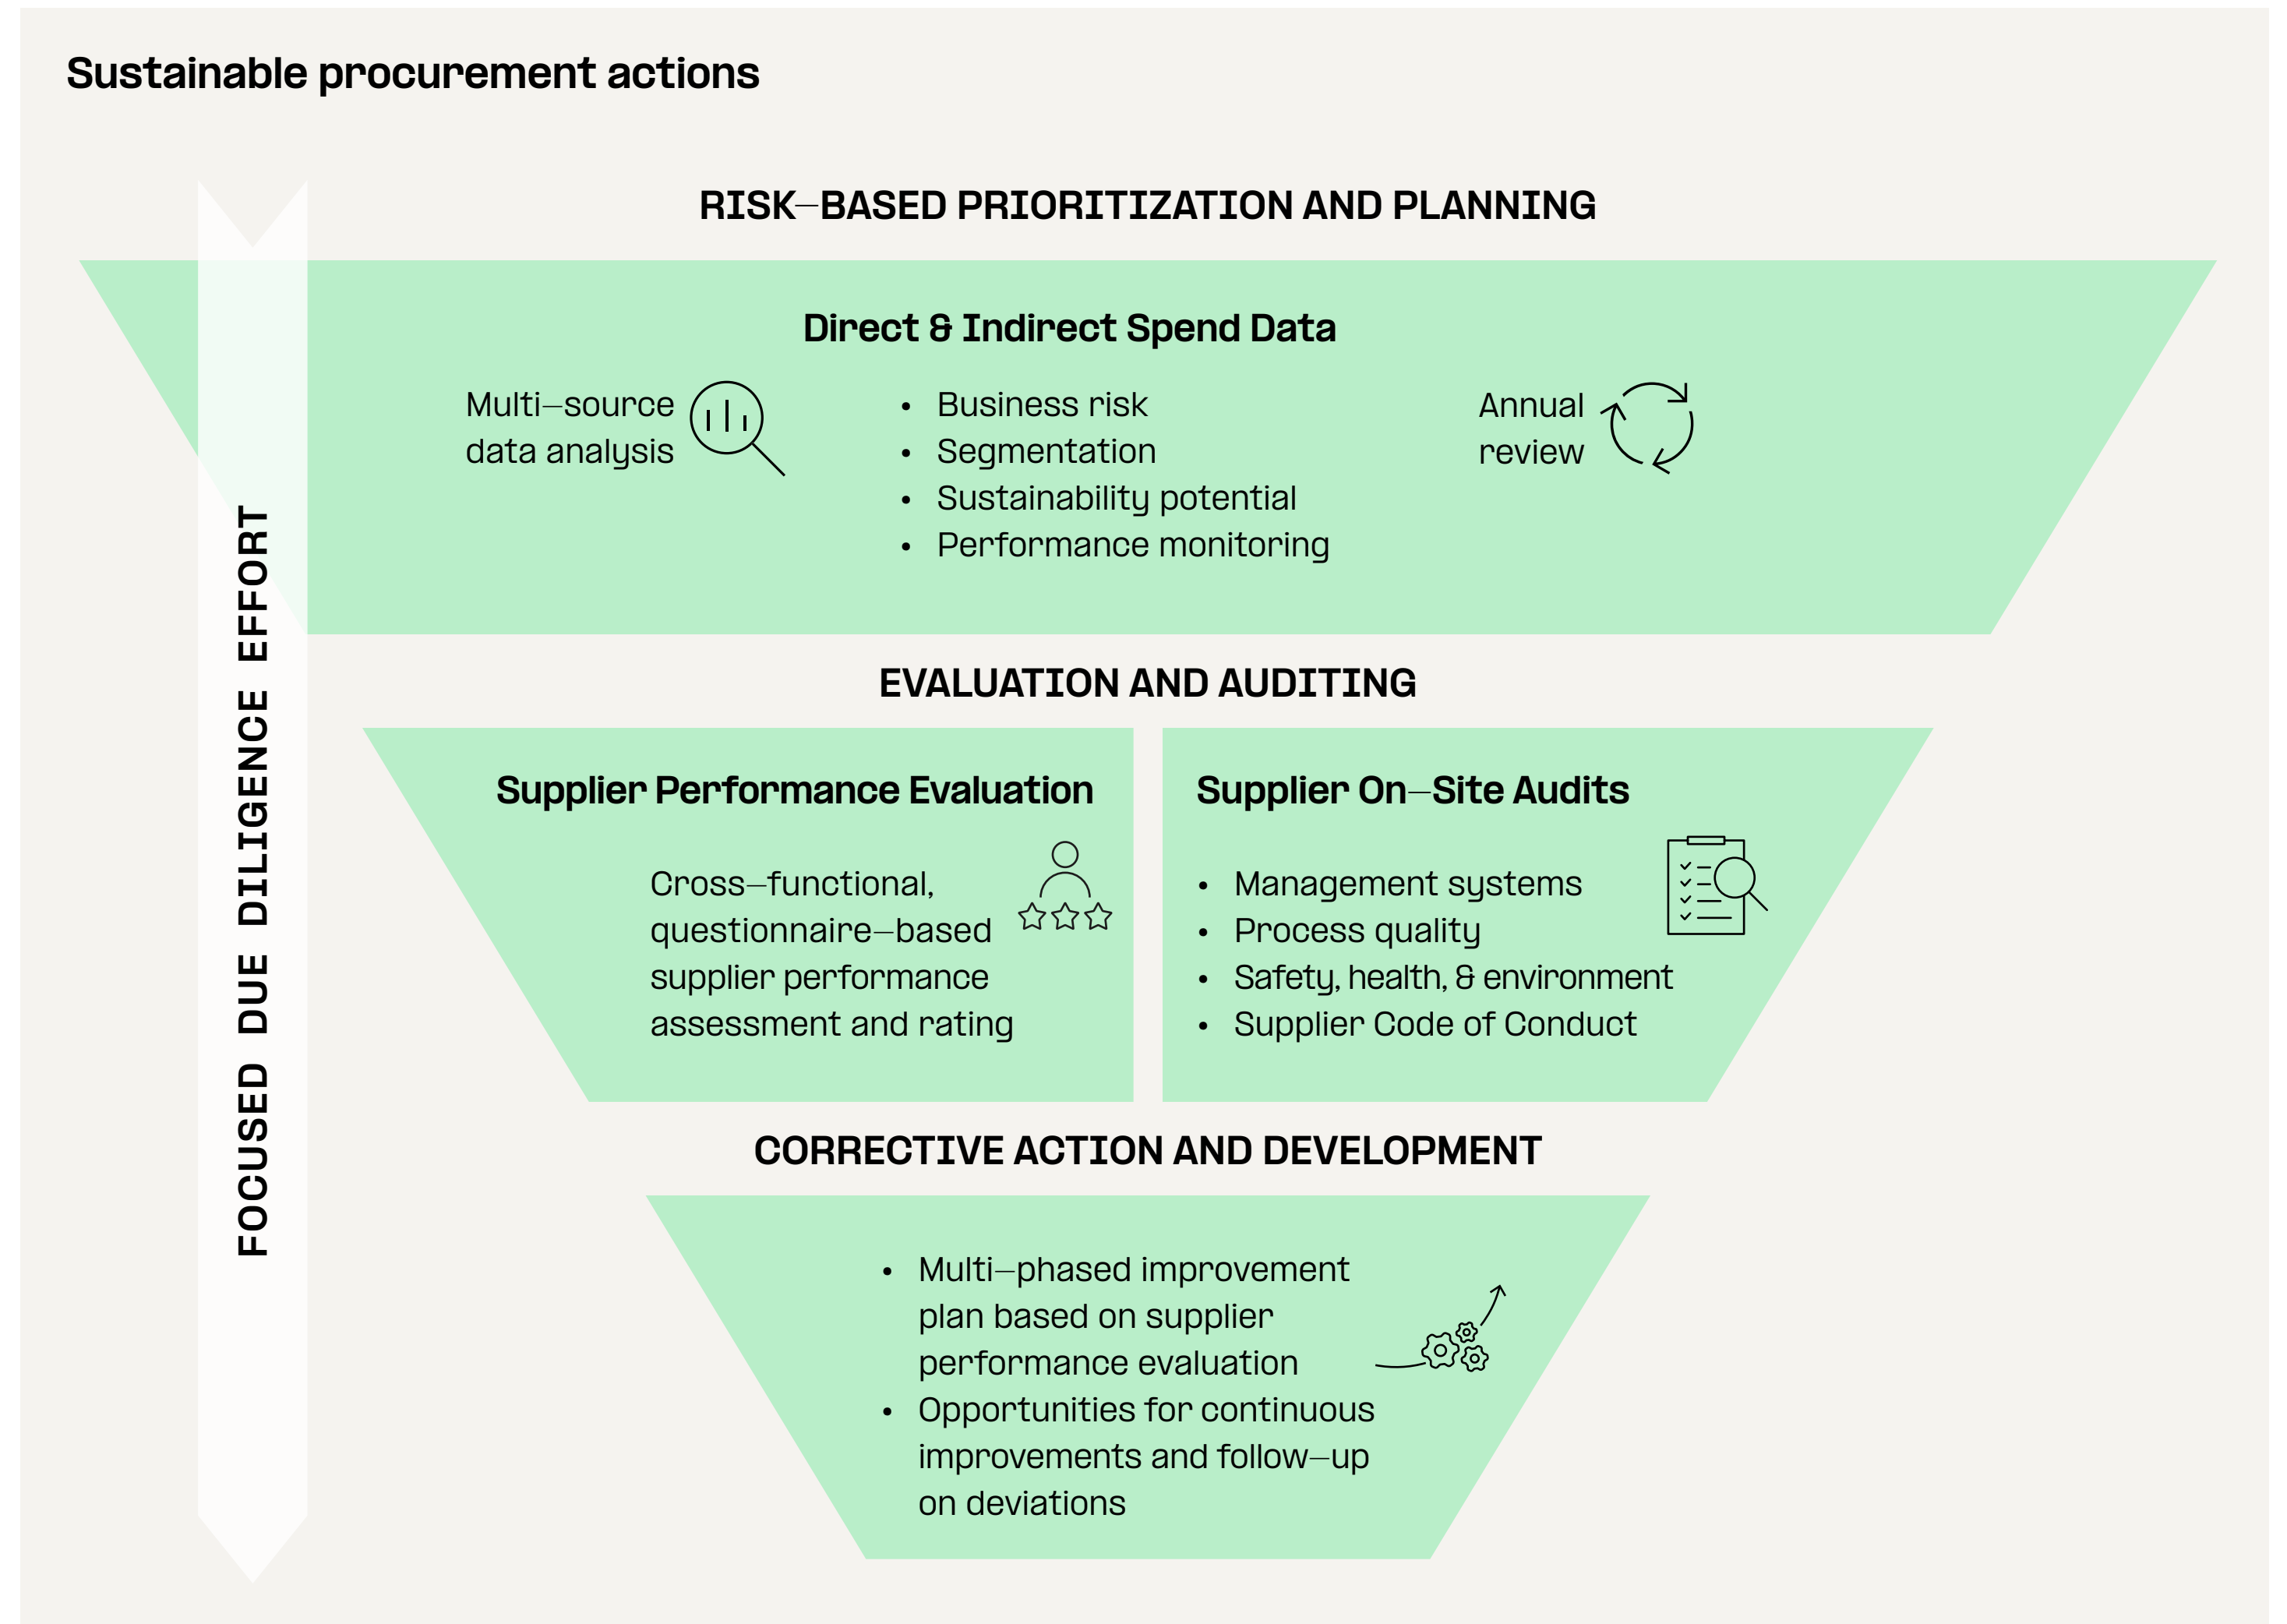 Sustainable procurement actions
RISK–BASED PRIORITIZATION AND PLANNING
Direct & Indirect Spend Data
Multi–source
data analysis
• Business risk
• Segmentation
• Sustainability potential
• Performance monitoring
Annual
review
FOCUSED DUE DILIGENCE EFFORT
EVALUATION AND AUDITING
Supplier Performance Evaluation
Cross–functional,
questionnaire–based
supplier performance
assessment and rating
Supplier On–Site Audits
• Management systems
• Process quality
• Safety, health, & environment
• Supplier Code of Conduct
CORRECTIVE ACTION AND DEVELOPMENT
• Multi–phased improvement
plan based on supplier
performance evaluation
• Opportunities for continuous
improvements and follow–up
on deviations